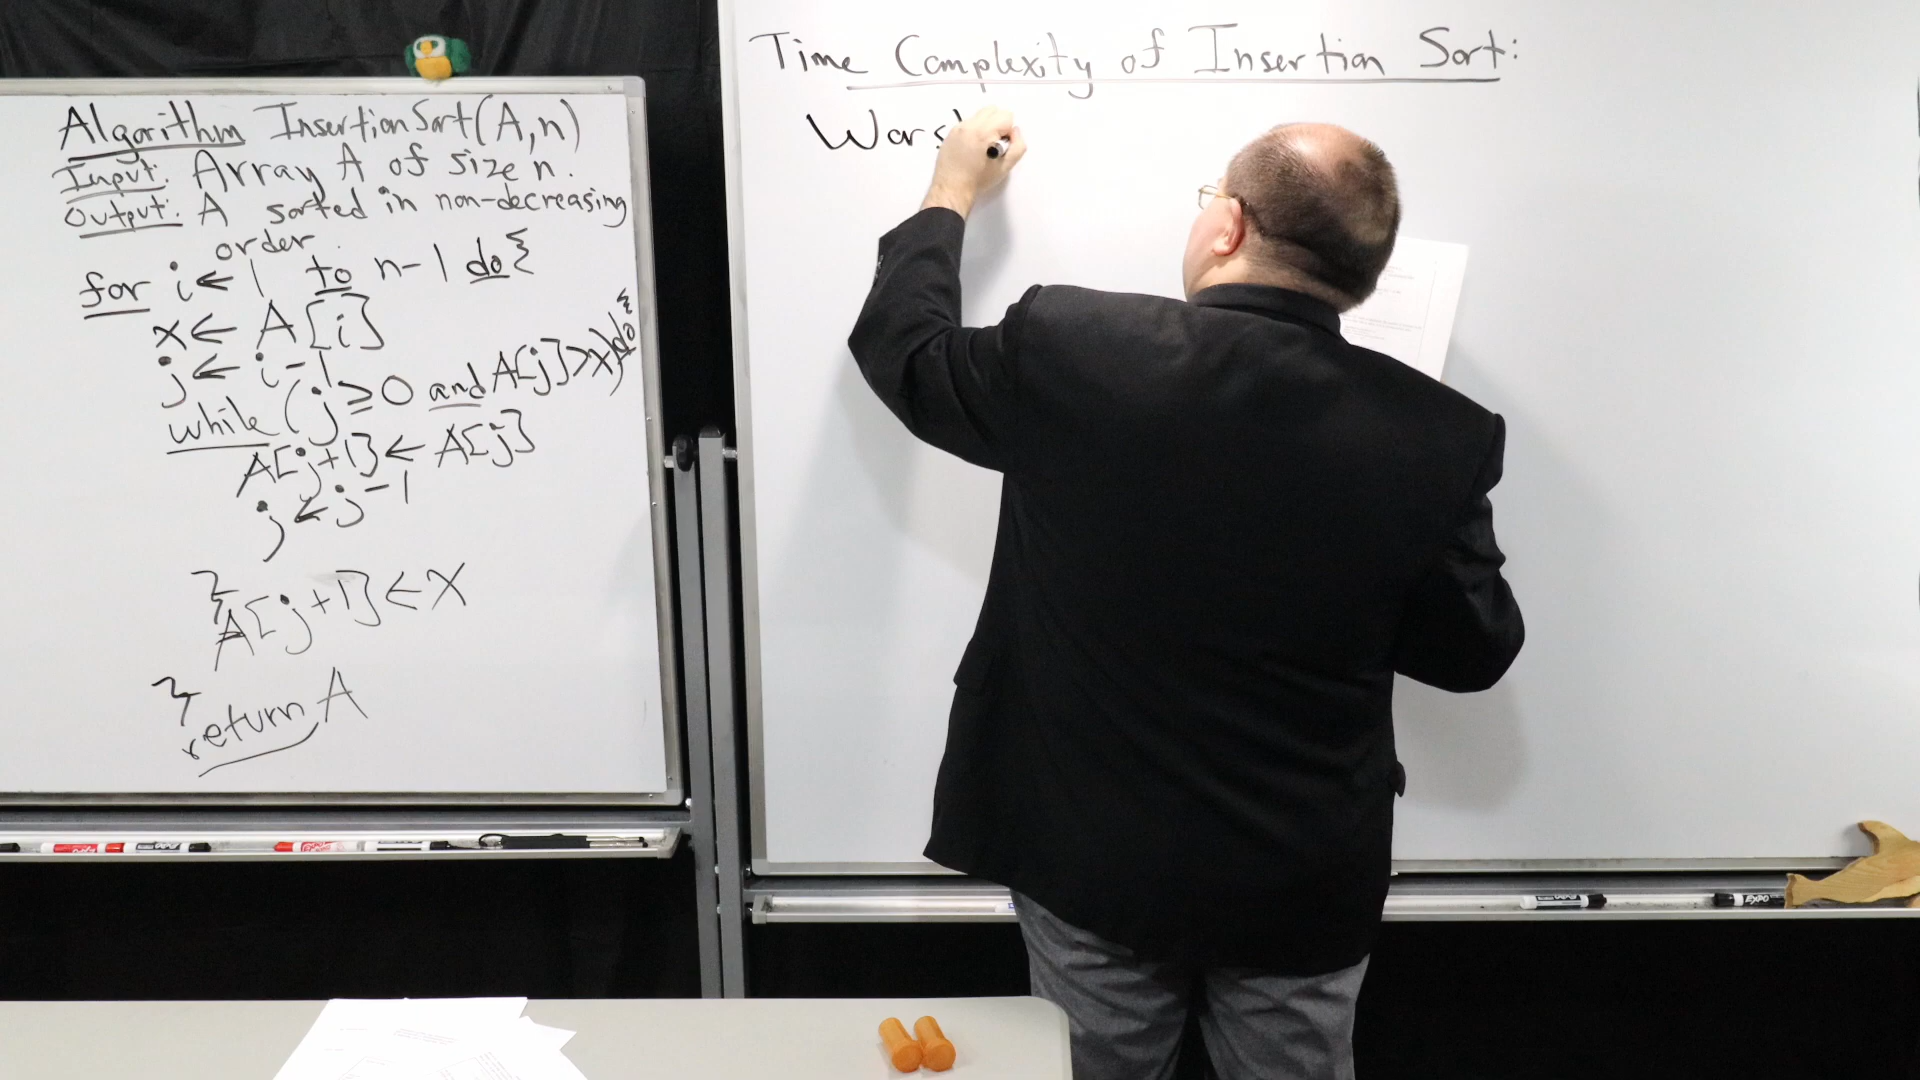 Algorithm InsertionSort(A,n)
Input: Array A of size n.
Output: A sorted in non-decreasing
order.
for i ← 1 to n-1 do {
x ← A[i]
j ← i-1
while (j ≥ 0 and A[j] > x) do {
A[j+1] ← A[j]
j ← j-1
}
A[j+1] ← x
}
return A
Time Complexity of Insertion Sort:
Wors
EXPO